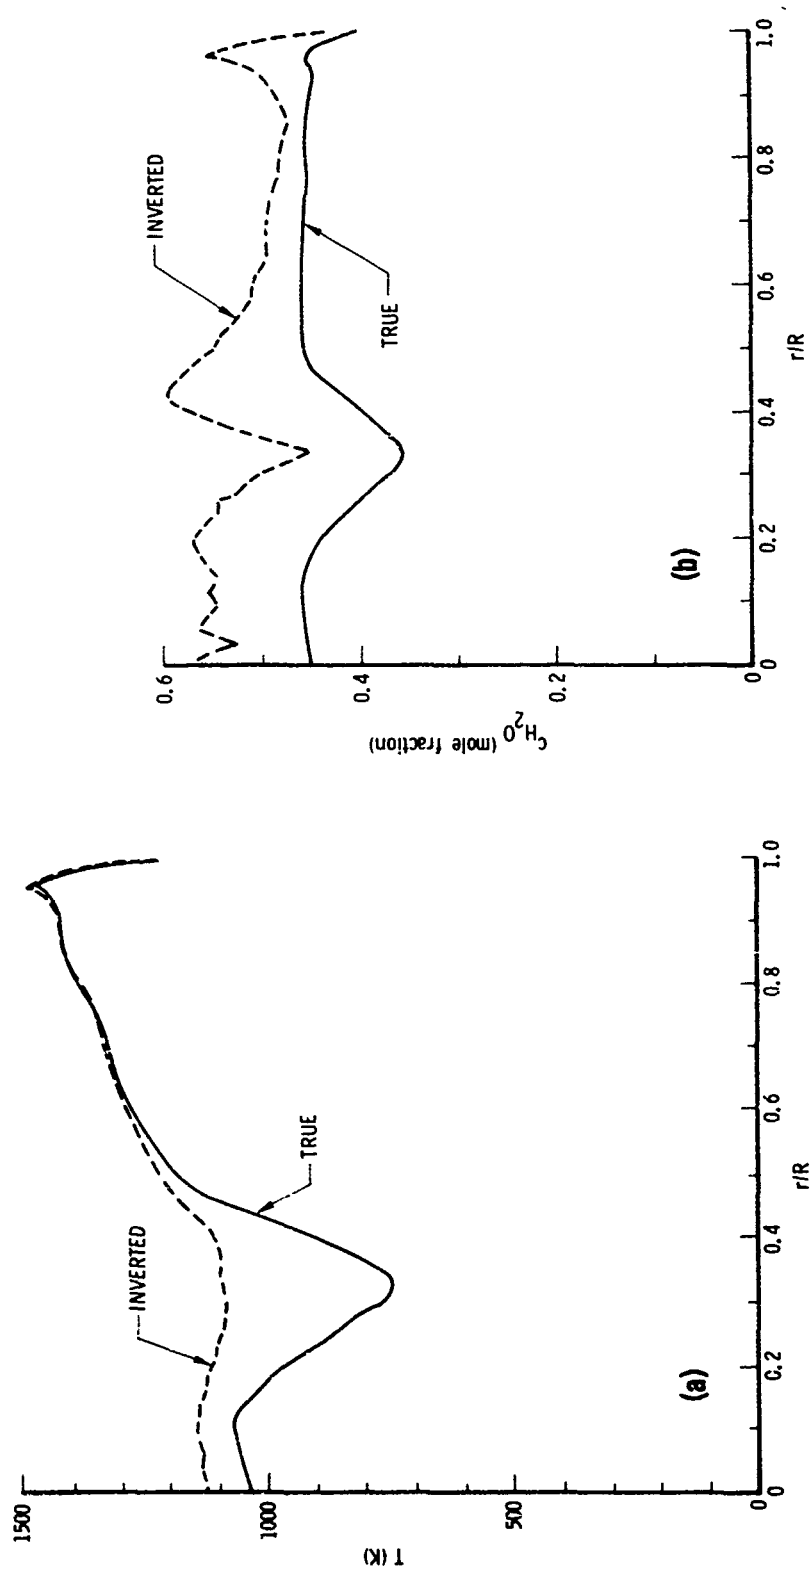 1500
1000
500
0
T (K)
INVERTED
TRUE
(a)
0
0.2
0.4
0.6
0.8
1.0
r/R
0.6
0.4
0.2
0
C_H2O (mole fraction)
INVERTED
TRUE
(b)
0
0.2
0.4
0.6
0.8
1.0
r/R